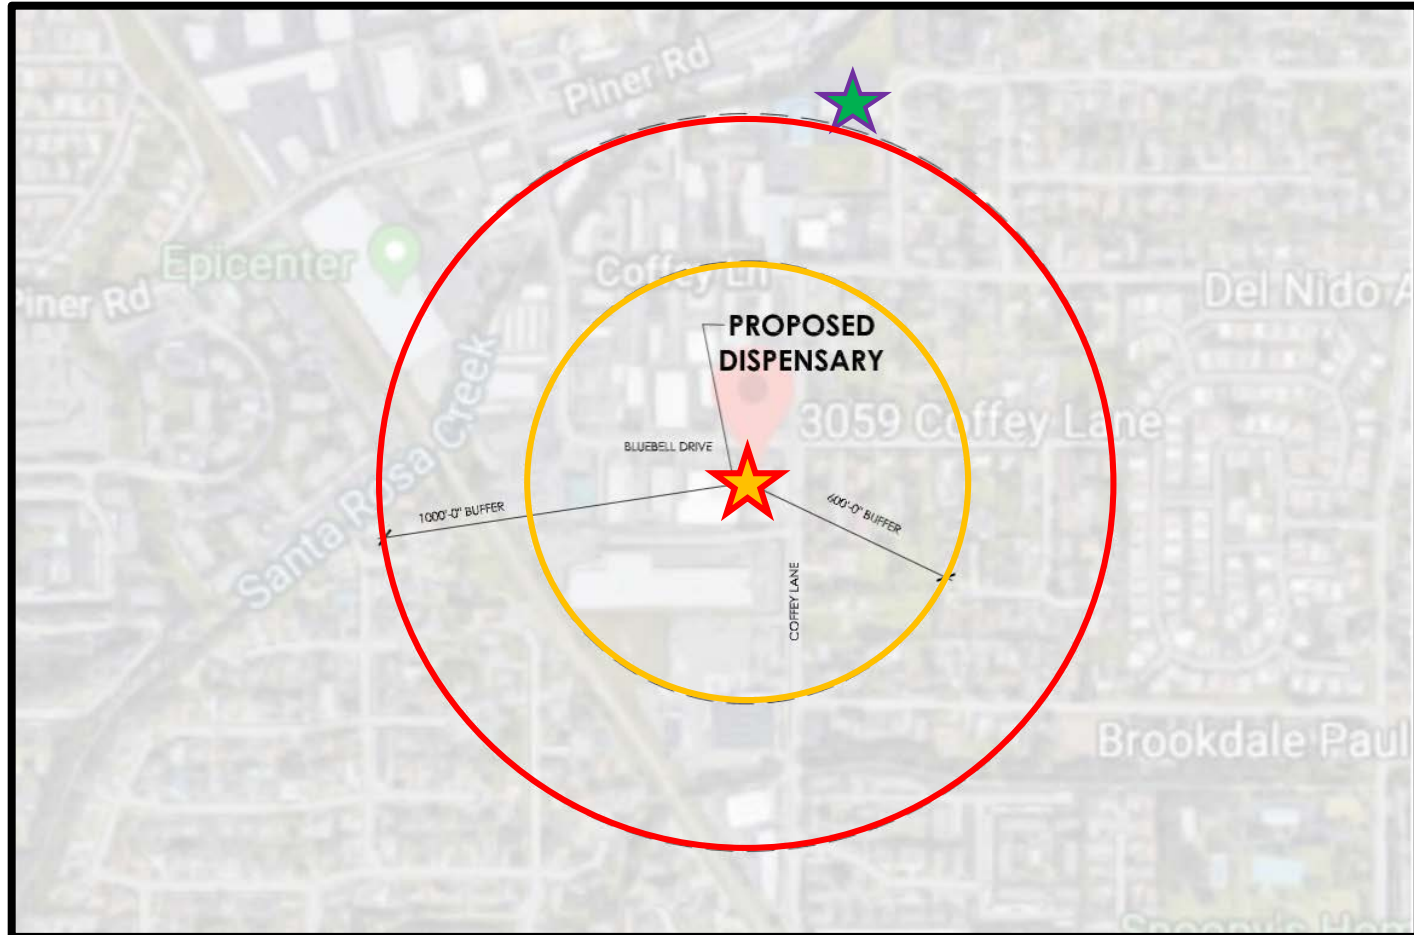 Piner Rd
Epicenter
Coffey Ln
Piner Rd
Del Nido A
PROPOSED
DISPENSARY
3059 Coffey Lane
BLUEBELL DRIVE
Santa Rosa Creek
1000'-0" BUFFER
600'-0" BUFFER
COFFEY LANE
Brookdale Paul